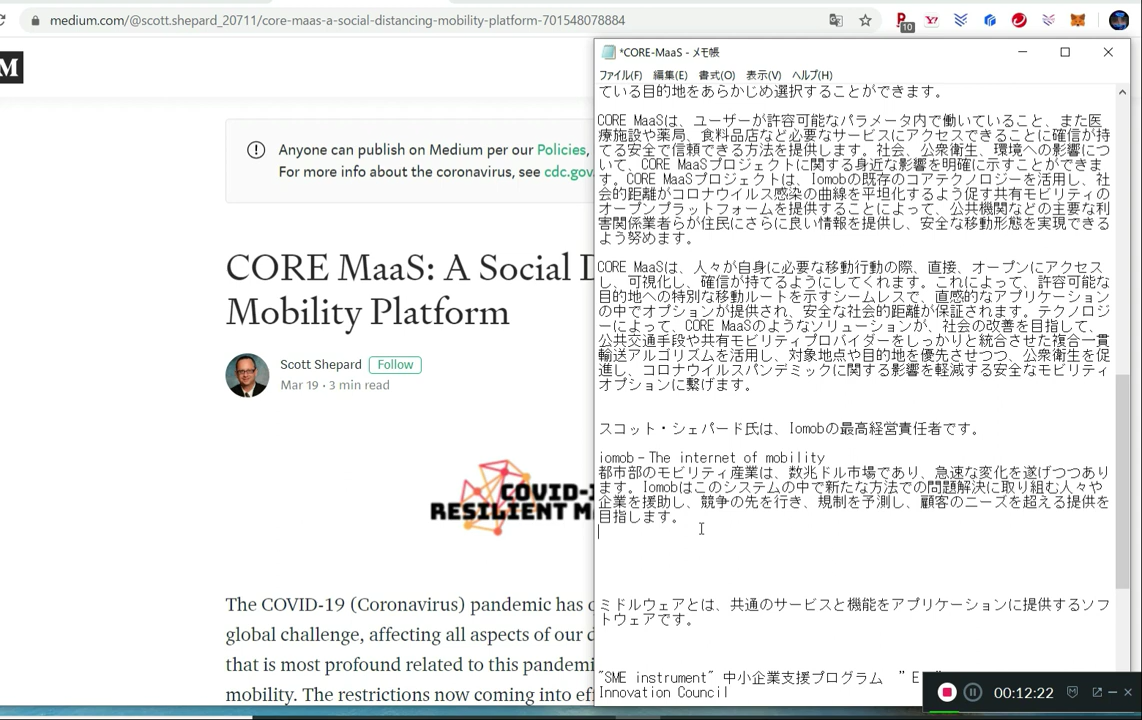 medium.com/@scott.shepard_20711/core-maas-a-social-distancing-mobility-platform-701548078884
10
M
Anyone can publish on Medium per our Policies,
For more info about the coronavirus, see cdc.gov
CORE MaaS: A Social D
Mobility Platform
Scott Shepard Follow
Mar 19 · 3 min read
COVID-1
RESILIENT M
The COVID-19 (Coronavirus) pandemic has
global challenge, affecting all aspects of our d
that is most profound related to this pandemi
mobility. The restrictions now coming into ef
*CORE-MaaS - メモ帳
ファイル(F) 編集(E) 書式(O) 表示(V) ヘルプ(H)
ている目的地をあらかじめ選択することができます。
CORE MaaSは、ユーザーが許容可能なパラメータ内で働いていること、また医
療施設や薬局、食料品店など必要なサービスにアクセスできることに確信が持
てる安全で信頼できる方法を提供します。社会、公衆衛生、環境への影響につ
いて、CORE MaaSプロジェクトに関する身近な影響を明確に示すことができま
す。CORE MaaSプロジェクトは、Iomobの既存のコアテクノロジーを活用し、社
会的距離がコロナウイルス感染の曲線を平坦化するよう促す共有モビリティの
オープンプラットフォームを提供することによって、公共機関などの主要な利
害関係業者らが住民にさらに良い情報を提供し、安全な移動形態を実現できる
よう努めます。
CORE MaaSは、人々が自身に必要な移動行動の際、直接、オープンにアクセス
し、可視化し、確信が持てるようにしてくれます。これによって、許容可能な
目的地への特別な移動ルートを示すシームレスで、直感的なアプリケーション
の中でオプションが提供され、安全な社会的距離が保証されます。テクノロジ
ーによって、CORE MaaSのようなソリューションが、社会の改善を目指して、
公共交通手段や共有モビリティプロバイダーをしっかりと統合させた複合一貫
輸送アルゴリズムを活用し、対象地点や目的地を優先させつつ、公衆衛生を促
進し、コロナウイルスパンデミックに関する影響を軽減する安全なモビリティ
オプションに繋げます。
スコット・シェパード氏は、Iomobの最高経営責任者です。
iomob－The internet of mobility
都市部のモビリティ産業は、数兆ドル市場であり、急速な変化を遂げつつあり
ます。Iomobはこのシステムの中で新たな方法での問題解決に取り組む人々や
企業を援助し、競争の先を行き、規制を予測し、顧客のニーズを超える提供を
目指します。
ミドルウェアとは、共通のサービスと機能をアプリケーションに提供するソフ
トウェアです。
"SME instrument" 中小企業支援プログラム ” E
Innovation Council
00:12:22